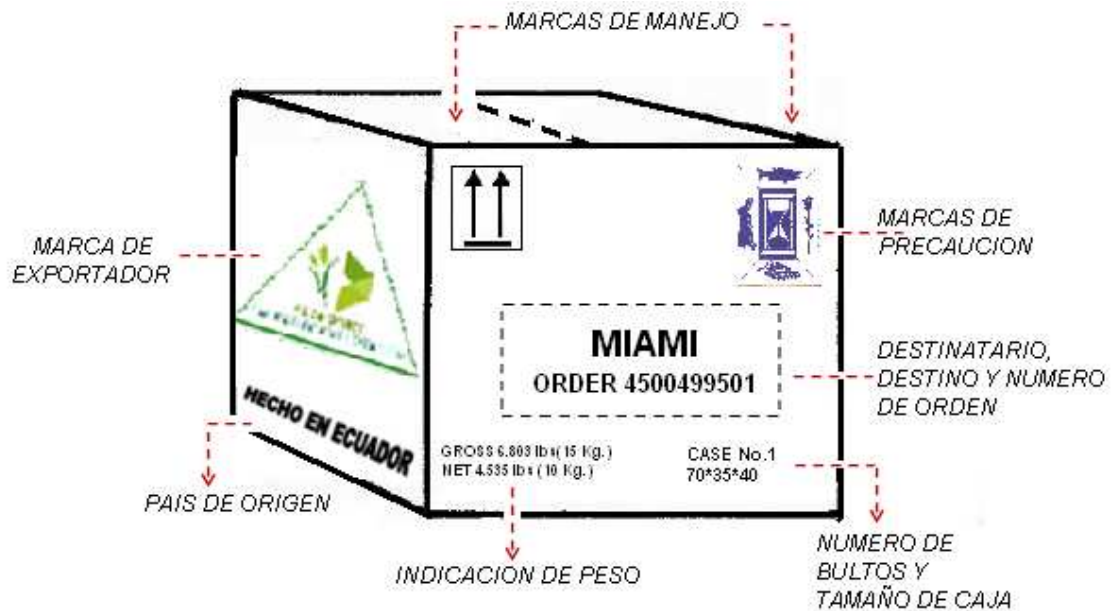 MARCAS DE MANEJO
MARCA DE
EXPORTADOR
MARCAS DE
PRECAUCION
MIAMI
ORDER 4500499501
DESTINATARIO,
DESTINO Y NUMERO
DE ORDEN
HECHO EN ECUADOR
GROSS 6.803 lbs( 15 Kg. )
NET 4.535 lbs ( 10 Kg. )
CASE No.1
70*35*40
PAIS DE ORIGEN
INDICACION DE PESO
NUMERO DE
BULTOS Y
TAMAÑO DE CAJA